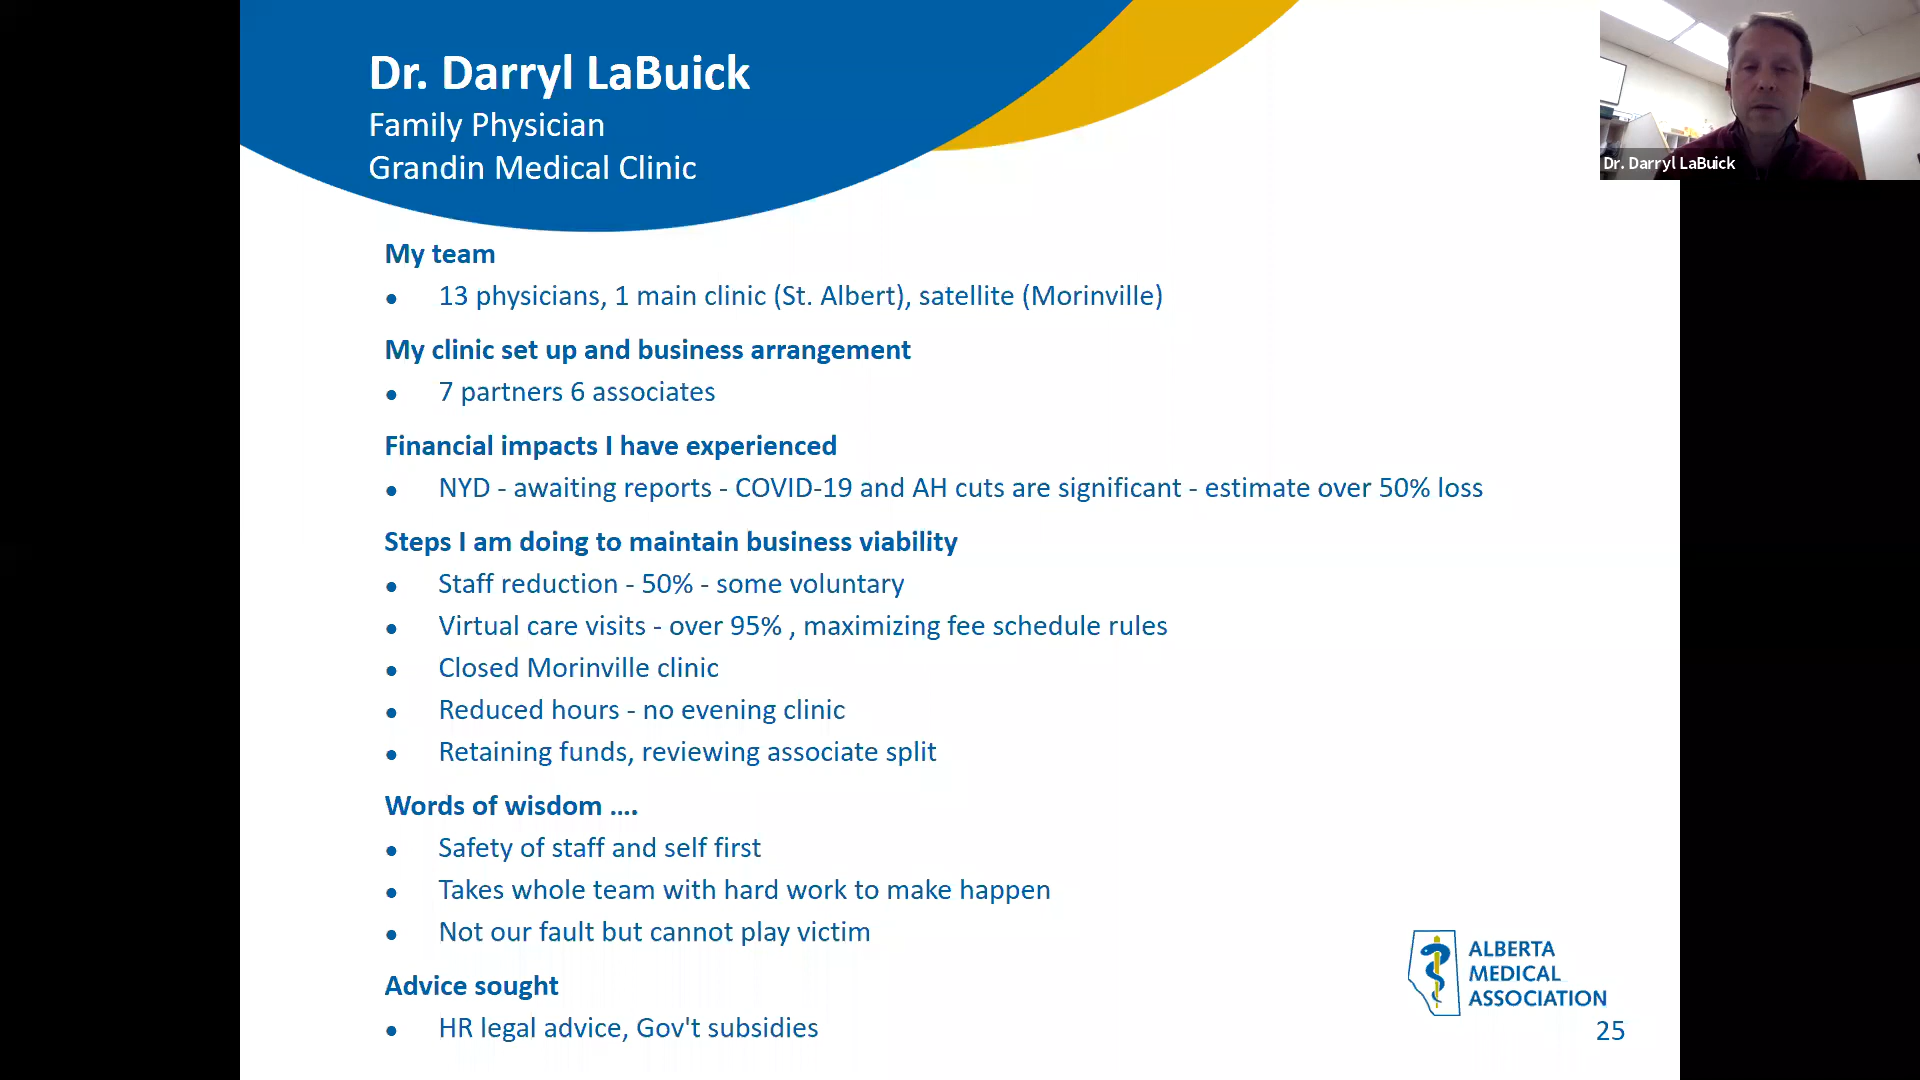 Dr. Darryl LaBuick
Family Physician
Grandin Medical Clinic
Dr. Darryl LaBuick
My team
• 13 physicians, 1 main clinic (St. Albert), satellite (Morinville)
My clinic set up and business arrangement
• 7 partners 6 associates
Financial impacts I have experienced
• NYD - awaiting reports - COVID-19 and AH cuts are significant - estimate over 50% loss
Steps I am doing to maintain business viability
• Staff reduction - 50% - some voluntary
• Virtual care visits - over 95% , maximizing fee schedule rules
• Closed Morinville clinic
• Reduced hours - no evening clinic
• Retaining funds, reviewing associate split
Words of wisdom ....
• Safety of staff and self first
• Takes whole team with hard work to make happen
• Not our fault but cannot play victim
Advice sought
• HR legal advice, Gov't subsidies
ALBERTA
MEDICAL
ASSOCIATION
25